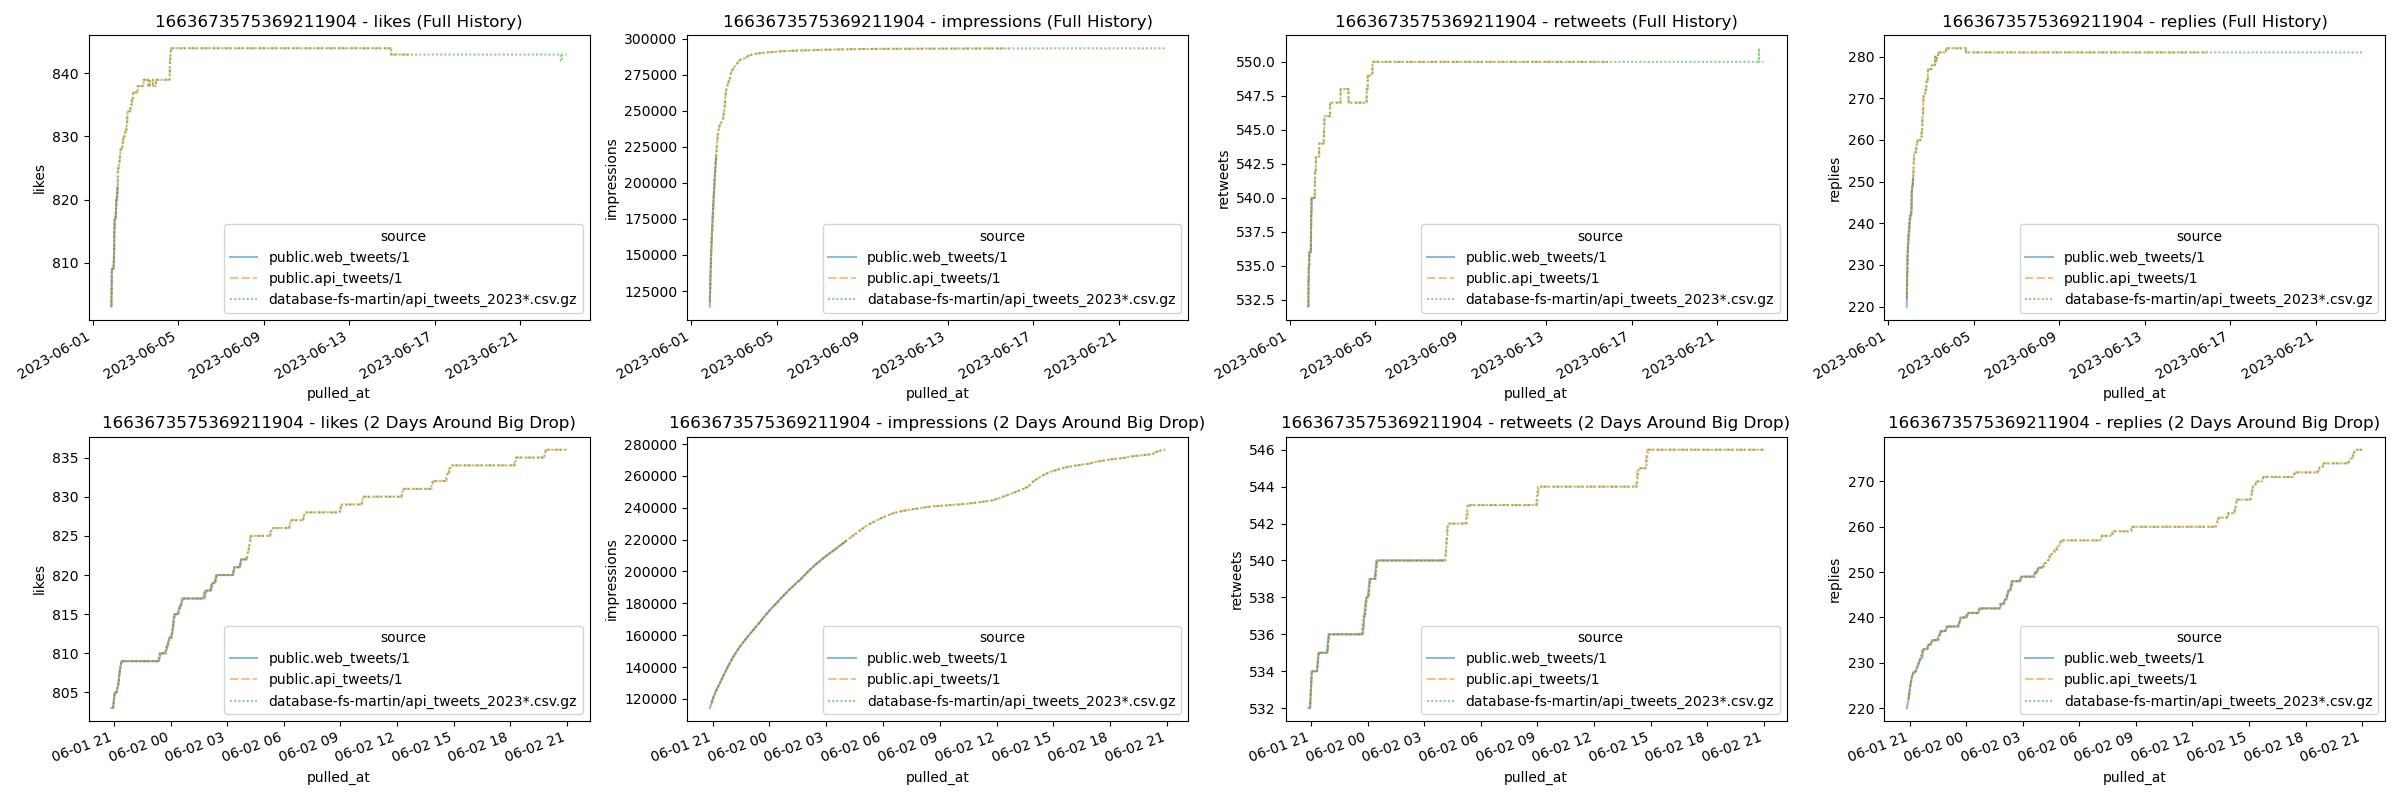 1663673575369211904 - likes (Full History)
840
830
820
810
likes
source
public.web_tweets/1
public.api_tweets/1
database-fs-martin/api_tweets_2023*.csv.gz
2023-06-01
2023-06-05
2023-06-09
2023-06-13
2023-06-17
2023-06-21
pulled_at
1663673575369211904 - impressions (Full History)
300000
275000
250000
225000
200000
175000
150000
125000
impressions
source
public.web_tweets/1
public.api_tweets/1
database-fs-martin/api_tweets_2023*.csv.gz
2023-06-01
2023-06-05
2023-06-09
2023-06-13
2023-06-17
2023-06-21
pulled_at
1663673575369211904 - retweets (Full History)
550.0
547.5
545.0
542.5
540.0
537.5
535.0
532.5
retweets
source
public.web_tweets/1
public.api_tweets/1
database-fs-martin/api_tweets_2023*.csv.gz
2023-06-01
2023-06-05
2023-06-09
2023-06-13
2023-06-17
2023-06-21
pulled_at
1663673575369211904 - replies (Full History)
280
270
260
250
240
230
220
replies
source
public.web_tweets/1
public.api_tweets/1
database-fs-martin/api_tweets_2023*.csv.gz
2023-06-01
2023-06-05
2023-06-09
2023-06-13
2023-06-17
2023-06-21
pulled_at
1663673575369211904 - likes (2 Days Around Big Drop)
835
830
825
820
815
810
805
likes
source
public.web_tweets/1
public.api_tweets/1
database-fs-martin/api_tweets_2023*.csv.gz
06-01 21
06-02 00
06-02 03
06-02 06
06-02 09
06-02 12
06-02 15
06-02 18
06-02 21
pulled_at
1663673575369211904 - impressions (2 Days Around Big Drop)
280000
260000
240000
220000
200000
180000
160000
140000
120000
impressions
source
public.web_tweets/1
public.api_tweets/1
database-fs-martin/api_tweets_2023*.csv.gz
06-01 21
06-02 00
06-02 03
06-02 06
06-02 09
06-02 12
06-02 15
06-02 18
06-02 21
pulled_at
1663673575369211904 - retweets (2 Days Around Big Drop)
546
544
542
540
538
536
534
532
retweets
source
public.web_tweets/1
public.api_tweets/1
database-fs-martin/api_tweets_2023*.csv.gz
06-01 21
06-02 00
06-02 03
06-02 06
06-02 09
06-02 12
06-02 15
06-02 18
06-02 21
pulled_at
1663673575369211904 - replies (2 Days Around Big Drop)
270
260
250
240
230
220
replies
source
public.web_tweets/1
public.api_tweets/1
database-fs-martin/api_tweets_2023*.csv.gz
06-01 21
06-02 00
06-02 03
06-02 06
06-02 09
06-02 12
06-02 15
06-02 18
06-02 21
pulled_at